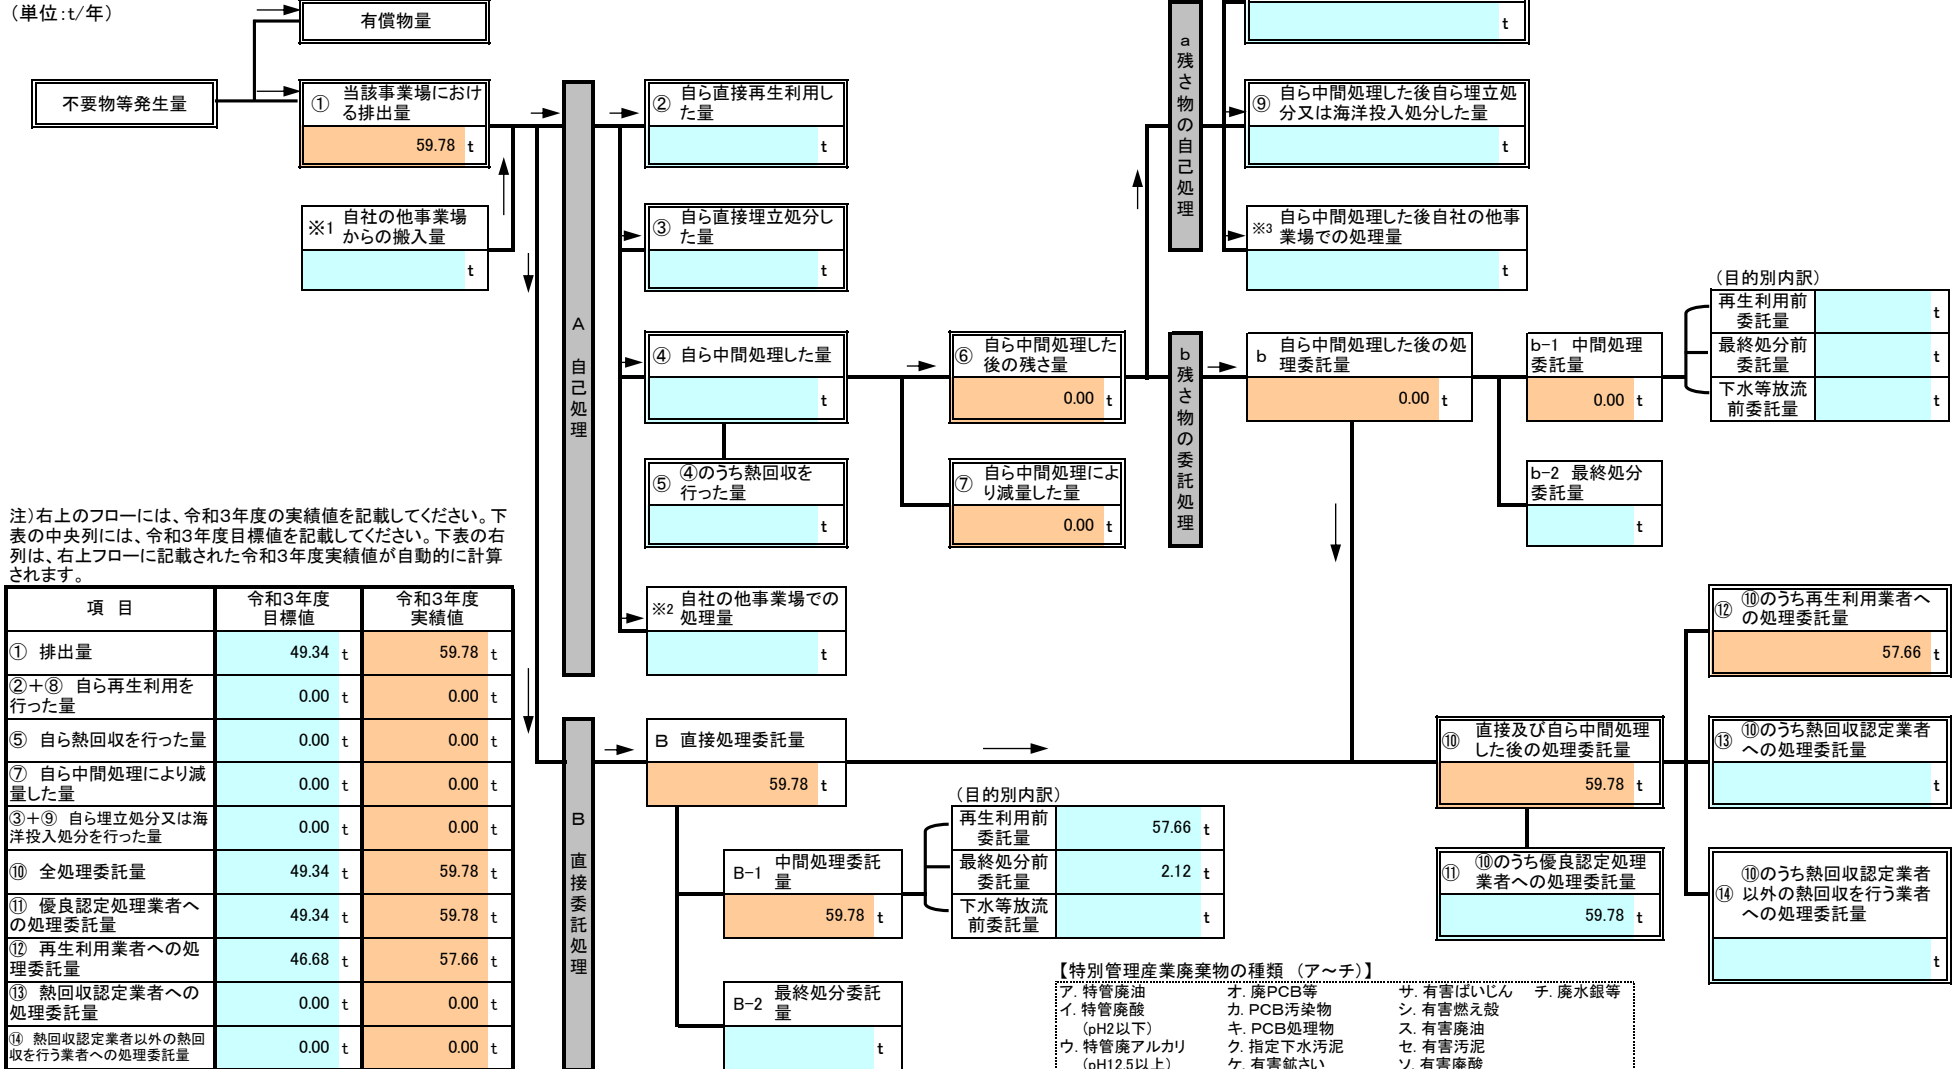 （単位：t/年）
有償物量
不要物等発生量
① 当該事業場におけ
る排出量
59.78 t
※1 自社の他事業場
からの搬入量
t
A 自己処理
② 自ら直接再生利用し
た量
t
③ 自ら直接埋立処分し
た量
t
④ 自ら中間処理した量
t
⑤ ④のうち熱回収を
行った量
t
※2 自社の他事業場での
処理量
t
⑥ 自ら中間処理した
後の残さ量
0.00 t
⑦ 自ら中間処理によ
り減量した量
0.00 t
a 残さ物の自己処理
t
⑨ 自ら中間処理した後自ら埋立処
分又は海洋投入処分した量
t
※3 自ら中間処理した後自社の他事
業場での処理量
t
b 残さ物の委託処理
b 自ら中間処理した後の処
理委託量
0.00 t
b-1 中間処理
委託量
0.00 t
b-2 最終処分
委託量
t
（目的別内訳）
再生利用前
委託量
t
最終処分前
委託量
t
下水等放流
前委託量
t
注）右上のフローには、令和３年度の実績値を記載してください。下
表の中央列には、令和３年度目標値を記載してください。下表の右
列は、右上フローに記載された令和３年度実績値が自動的に計算
されます。
項 目 令和３年度 目標値 令和３年度 実績値
① 排出量 49.34 t 59.78 t
②＋⑧ 自ら再生利用を
行った量 0.00 t 0.00 t
⑤ 自ら熱回収を行った量 0.00 t 0.00 t
⑦ 自ら中間処理により減
量した量 0.00 t 0.00 t
③＋⑨ 自ら埋立処分又は海
洋投入処分を行った量 0.00 t 0.00 t
⑩ 全処理委託量 49.34 t 59.78 t
⑪ 優良認定処理業者へ
の処理委託量 49.34 t 59.78 t
⑫ 再生利用業者への処
理委託量 46.68 t 57.66 t
⑬ 熱回収認定業者への
処理委託量 0.00 t 0.00 t
⑭ 熱回収認定業者以外の熱回
収を行う業者への処理委託量 0.00 t 0.00 t
B 直接委託処理
B 直接処理委託量
59.78 t
B-1 中間処理委託
量
59.78 t
B-2 最終処分委託
量
t
（目的別内訳）
再生利用前
委託量
57.66 t
最終処分前
委託量
2.12 t
下水等放流
前委託量
t
⑩ 直接及び自ら中間処理
した後の処理委託量
59.78 t
⑪ ⑩のうち優良認定処理
業者への処理委託量
59.78 t
⑫ ⑩のうち再生利用業者へ
の処理委託量
57.66 t
⑬ ⑩のうち熱回収認定業者
への処理委託量
t
⑭ ⑩のうち熱回収認定業者
以外の熱回収を行う業者
への処理委託量
t
【特別管理産業廃棄物の種類 （ア～チ）】
ア. 特管廃油 オ. 廃PCB等 サ. 有害ばいじん チ. 廃水銀等
イ. 特管廃酸 カ. PCB汚染物 シ. 有害燃え殻
（pH2以下） キ. PCB処理物 ス. 有害廃油
ウ. 特管廃アルカリ ク. 指定下水汚泥 セ. 有害汚泥
（pH12.5以上） ケ. 有害鉱さい ソ. 有害廃酸